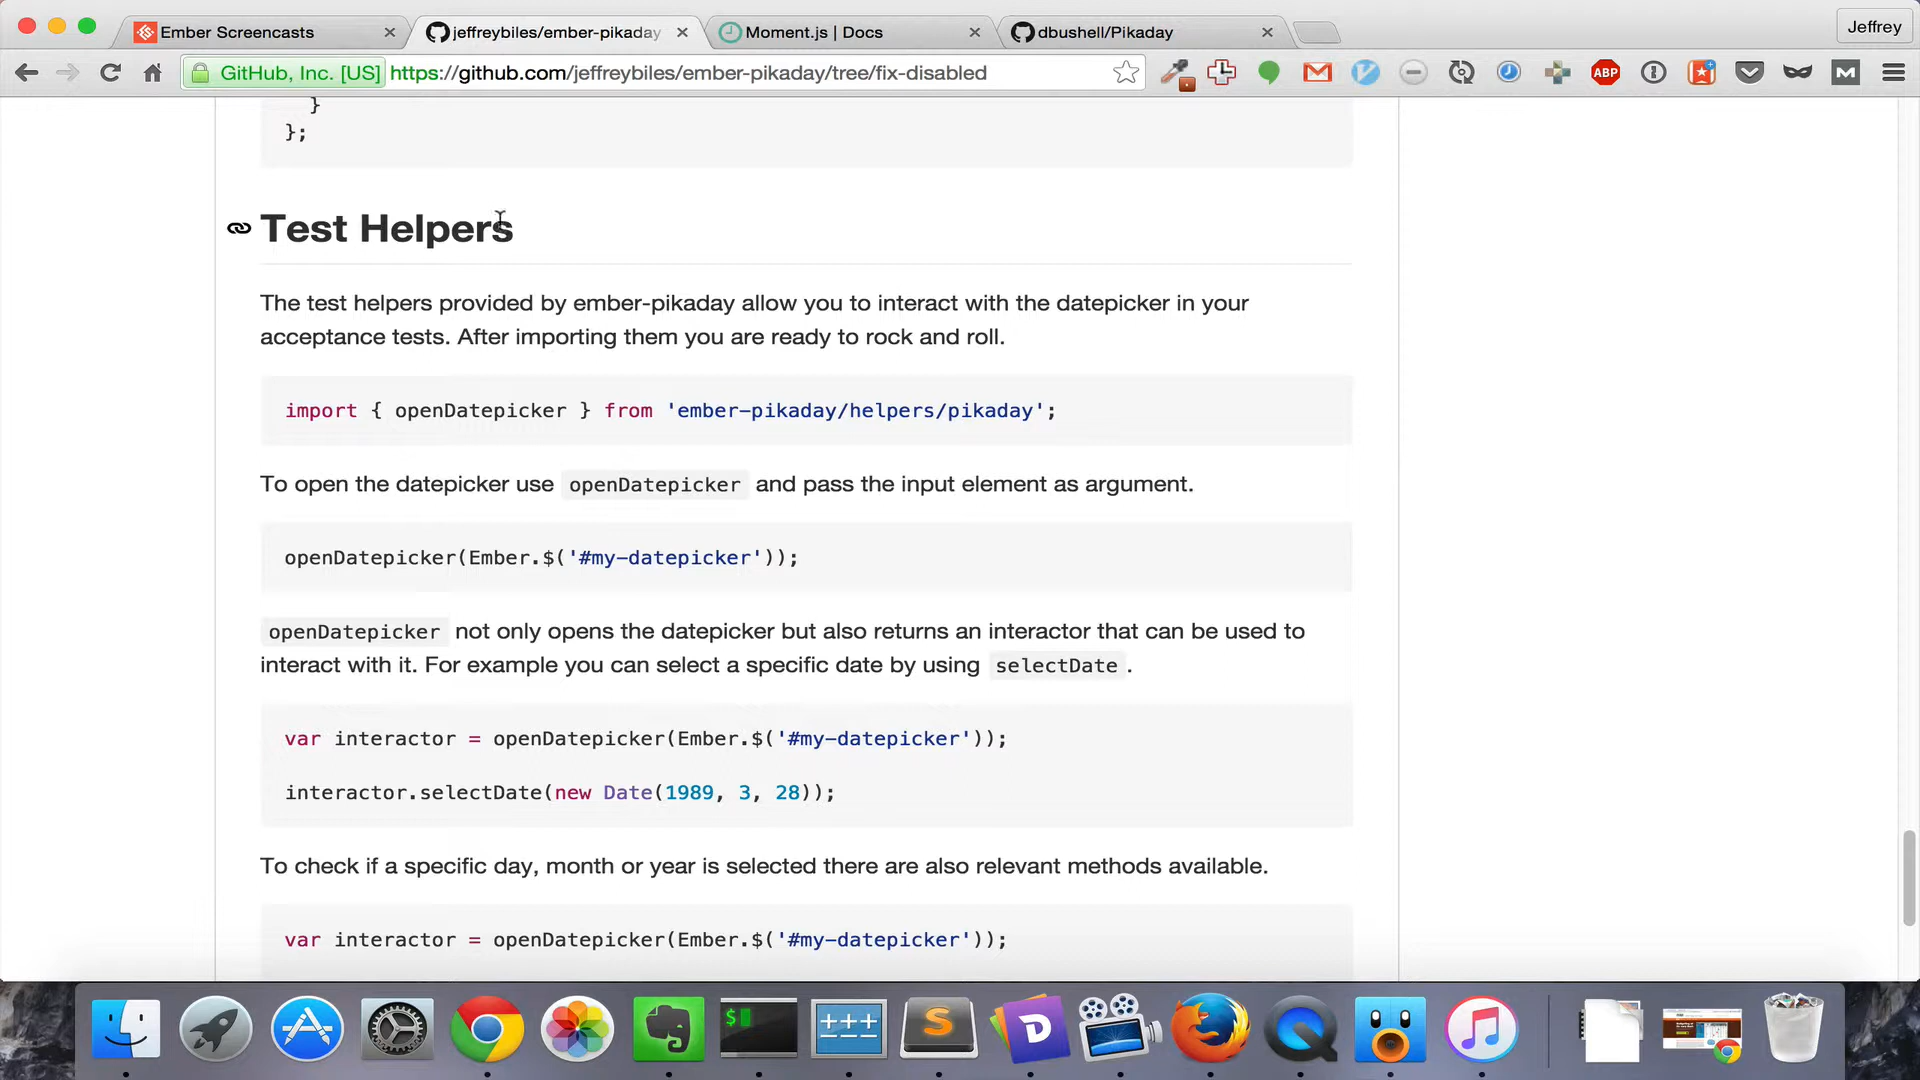 Ember Screencasts
jeffreybiles/ember-pikaday
Moment.js | Docs
dbushell/Pikaday
Jeffrey
GitHub, Inc. [US]
https://github.com/jeffreybiles/ember-pikaday/tree/fix-disabled
ABP
}
};
Test Helpers
The test helpers provided by ember-pikaday allow you to interact with the datepicker in your
acceptance tests. After importing them you are ready to rock and roll.
import { openDatepicker } from 'ember-pikaday/helpers/pikaday';
To open the datepicker use openDatepicker and pass the input element as argument.
openDatepicker(Ember.$('#my-datepicker'));
openDatepicker not only opens the datepicker but also returns an interactor that can be used to
interact with it. For example you can select a specific date by using selectDate.
var interactor = openDatepicker(Ember.$('#my-datepicker'));
interactor.selectDate(new Date(1989, 3, 28));
To check if a specific day, month or year is selected there are also relevant methods available.
var interactor = openDatepicker(Ember.$('#my-datepicker'));